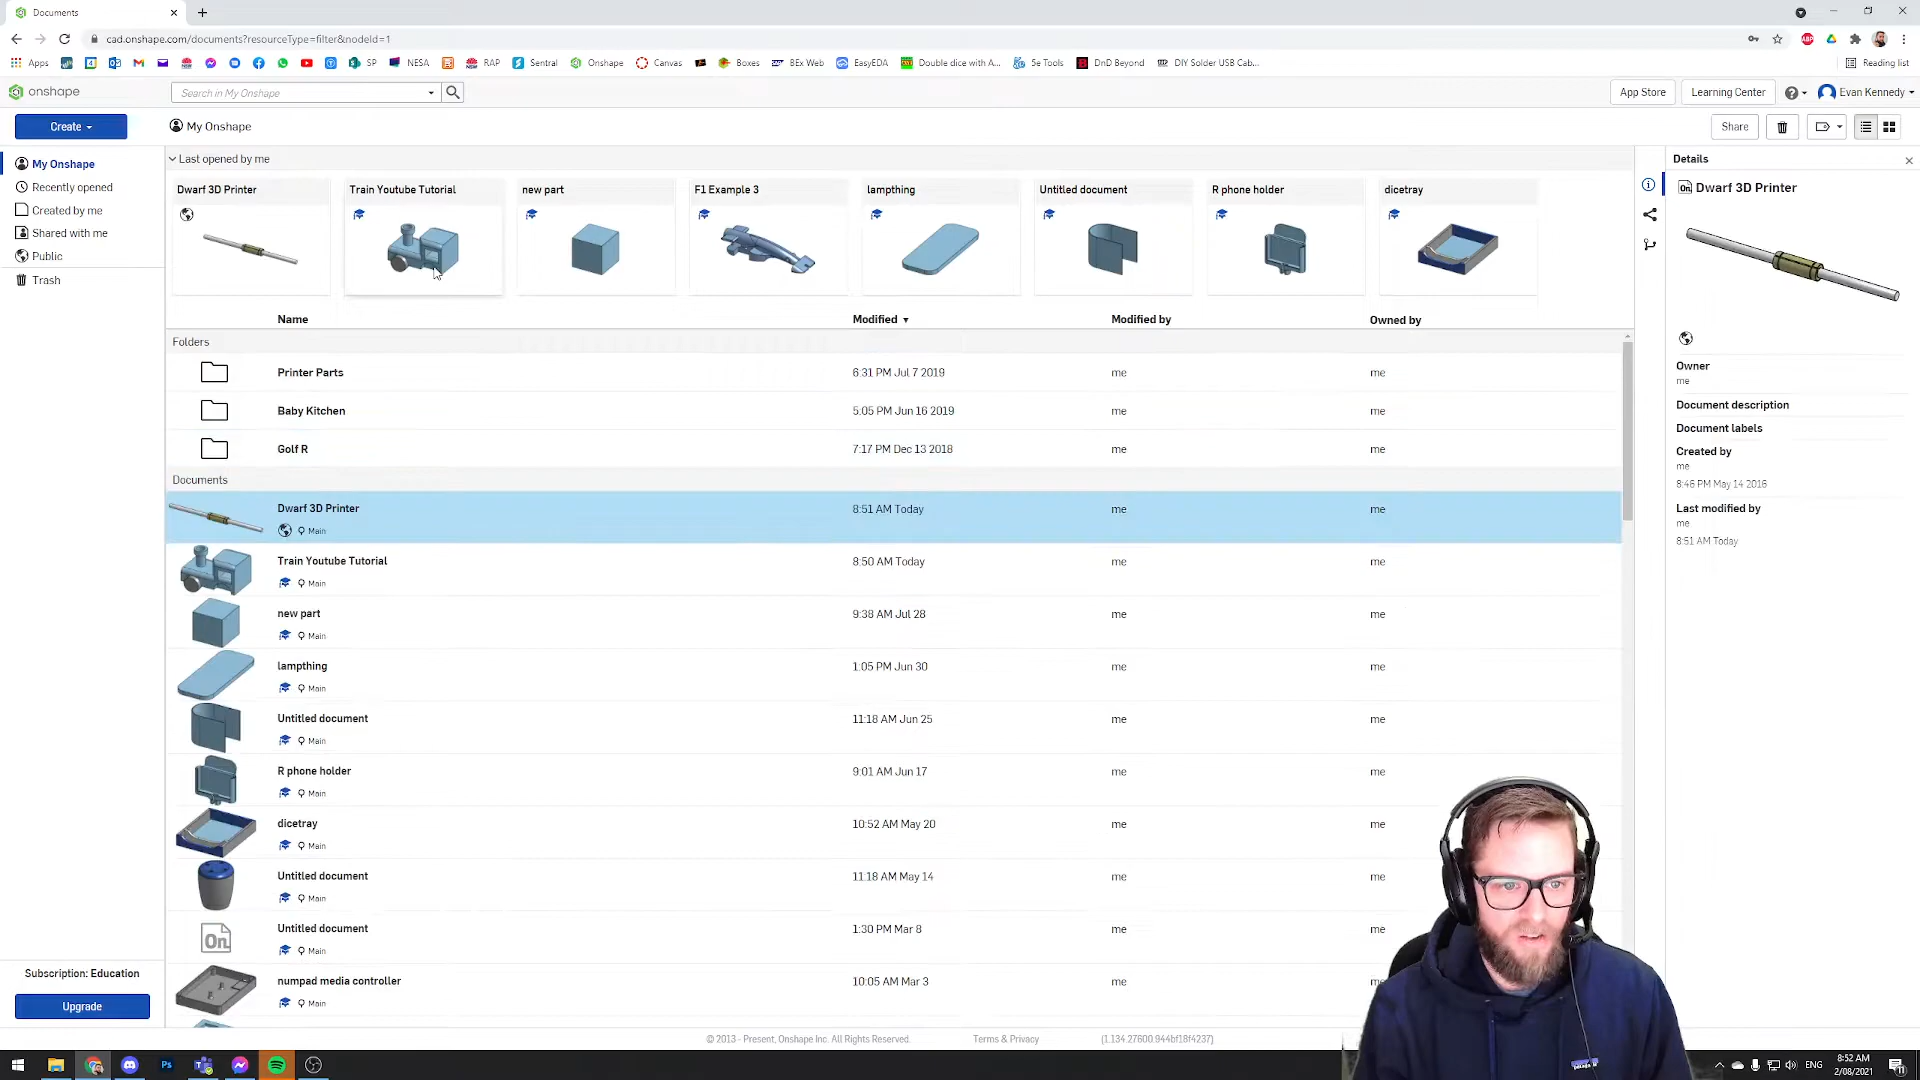 Documents
cad.onshape.com/documents?resourceType=filter&nodeId=1
Apps
SP
NESA
RAP
Sentral
Onshape
Canvas
Boxes
BEx Web
EasyEDA
Double dice with A...
5e Tools
DnD Beyond
DIY Solder USB Cab...
Reading list
onshape
Search in My Onshape
App Store
Learning Center
Evan Kennedy
Create
My Onshape
Share
My Onshape
Recently opened
Created by me
Shared with me
Public
Trash
Last opened by me
Dwarf 3D Printer
Train Youtube Tutorial
new part
F1 Example 3
lampthing
Untitled document
R phone holder
dicetray
Name
Modified
Modified by
Owned by
Folders
Printer Parts
6:31 PM Jul 7 2019
me
me
Baby Kitchen
5:05 PM Jun 16 2019
me
me
Golf R
7:17 PM Dec 13 2018
me
me
Documents
Dwarf 3D Printer
8:51 AM Today
me
me
Main
Train Youtube Tutorial
8:50 AM Today
me
me
Main
new part
9:38 AM Jul 28
me
me
Main
lampthing
1:05 PM Jun 30
me
me
Main
Untitled document
11:18 AM Jun 25
me
me
Main
R phone holder
9:01 AM Jun 17
me
me
Main
dicetray
10:52 AM May 20
me
me
Main
Untitled document
11:18 AM May 14
me
me
Main
On
Untitled document
1:30 PM Mar 8
me
me
Main
numpad media controller
10:05 AM Mar 3
me
Main
Details
On
Dwarf 3D Printer
Owner
me
Document description
Document labels
Created by
me
8:46 PM May 14 2016
Last modified by
me
8:51 AM Today
Subscription: Education
Upgrade
© 2013 - Present, Onshape Inc. All Rights Reserved.
Terms & Privacy
(1.134.27600.944bf18f4237)
Ps
ENG
8:52 AM
2/08/2021